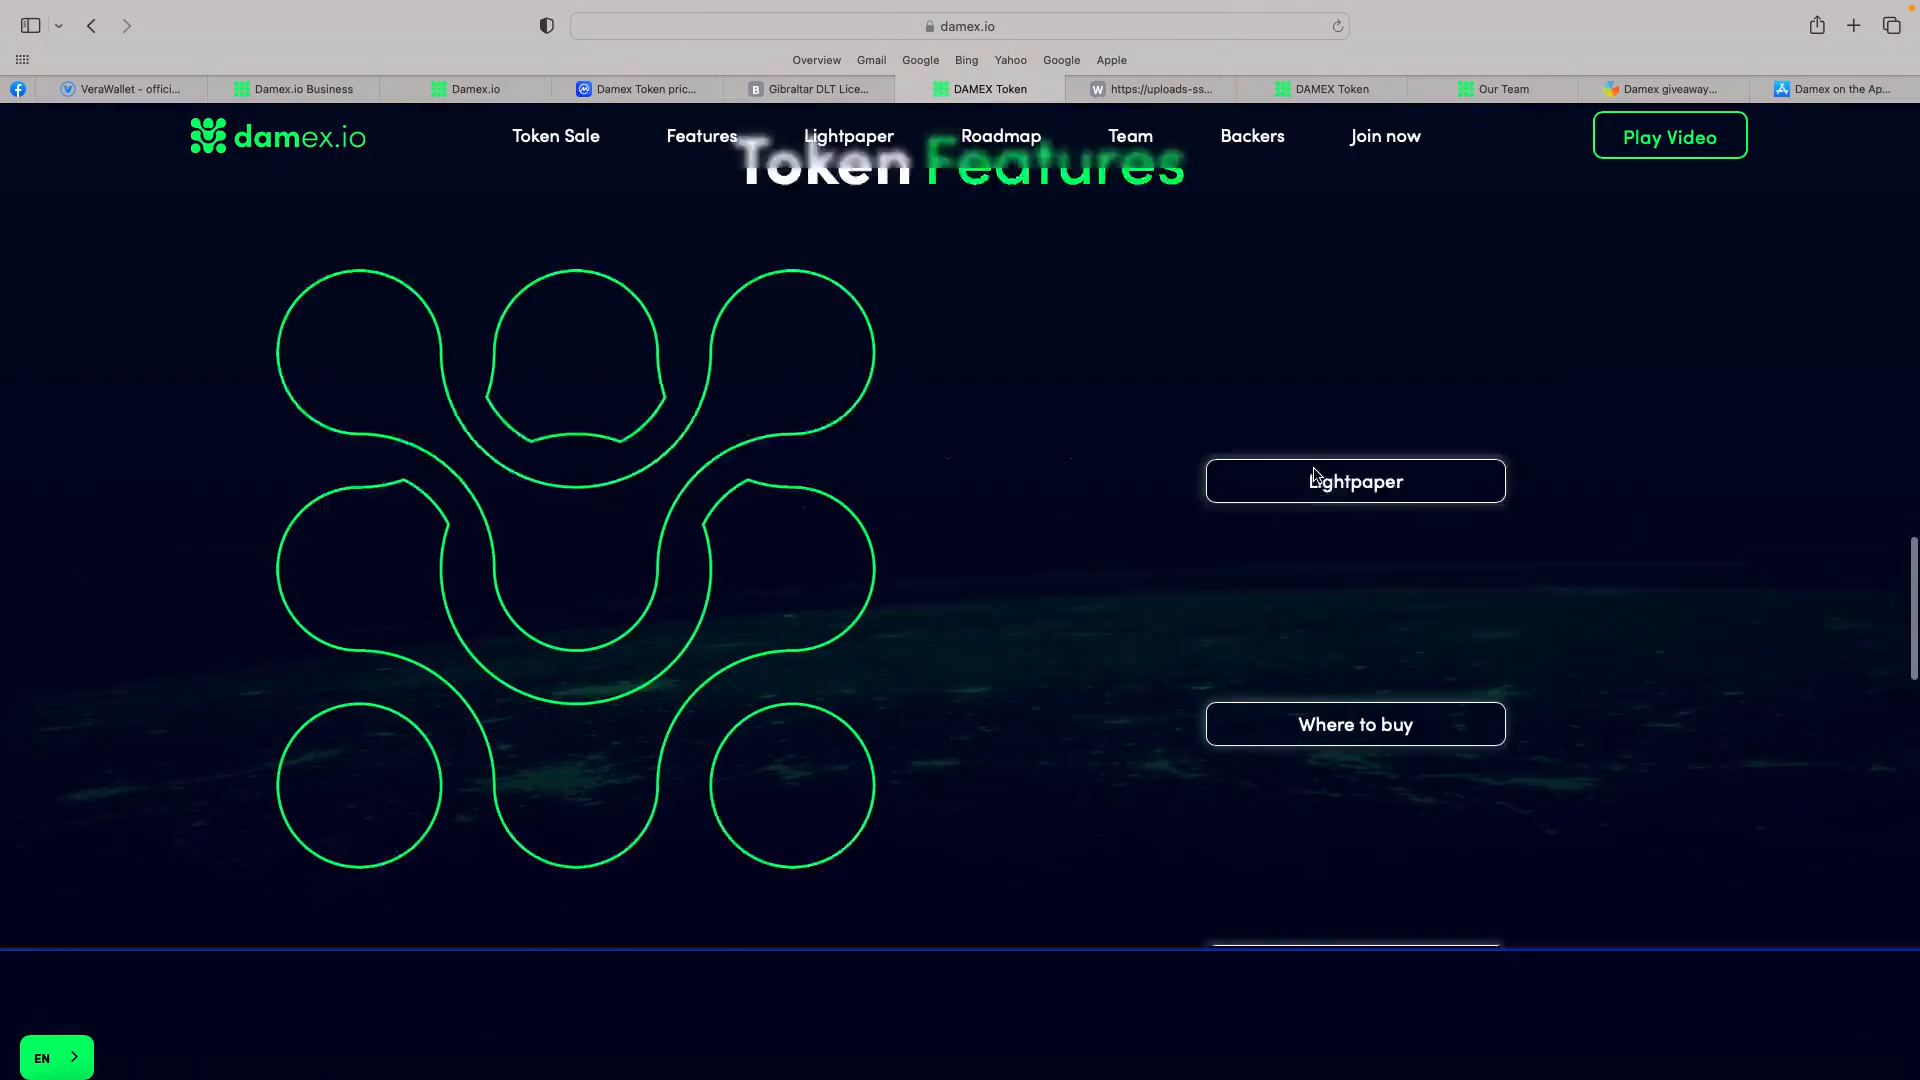 damex.io
Overview Gmail Google Bing Yahoo Google Apple
VeraWallet - offici... Damex.io Business Damex.io Damex Token pric... B Gibraltar DLT Lice... DAMEX Token W https://uploads-ss... DAMEX Token Our Team Damex giveaway... Damex on the Ap...
damex.io Token Sale Features Lightpaper Roadmap Team Backers Join now Play Video
Token Features
Lightpaper
Where to buy
EN